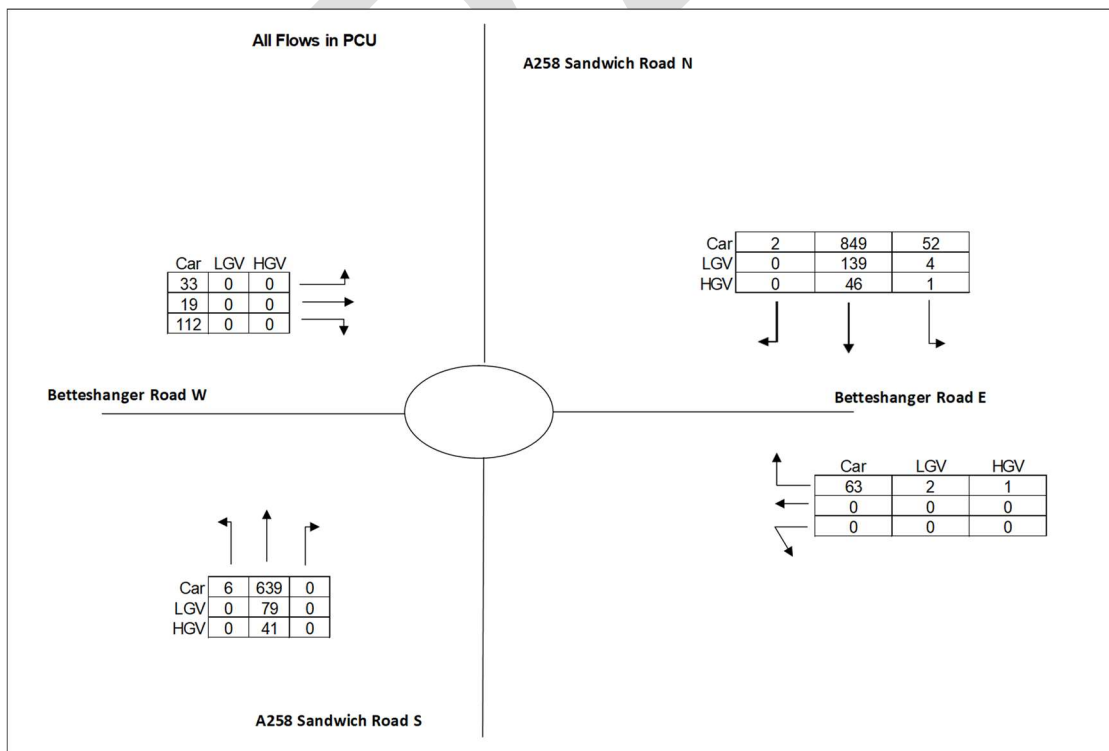 All Flows in PCU
A258 Sandwich Road N
Car 2 849 52
LGV 0 139 4
HGV 0 46 1
Car LGV HGV
33 0 0
19 0 0
112 0 0
Betteshanger Road W
Betteshanger Road E
Car LGV HGV
63 2 1
0 0 0
0 0 0
Car 6 639 0
LGV 0 79 0
HGV 0 41 0
A258 Sandwich Road S